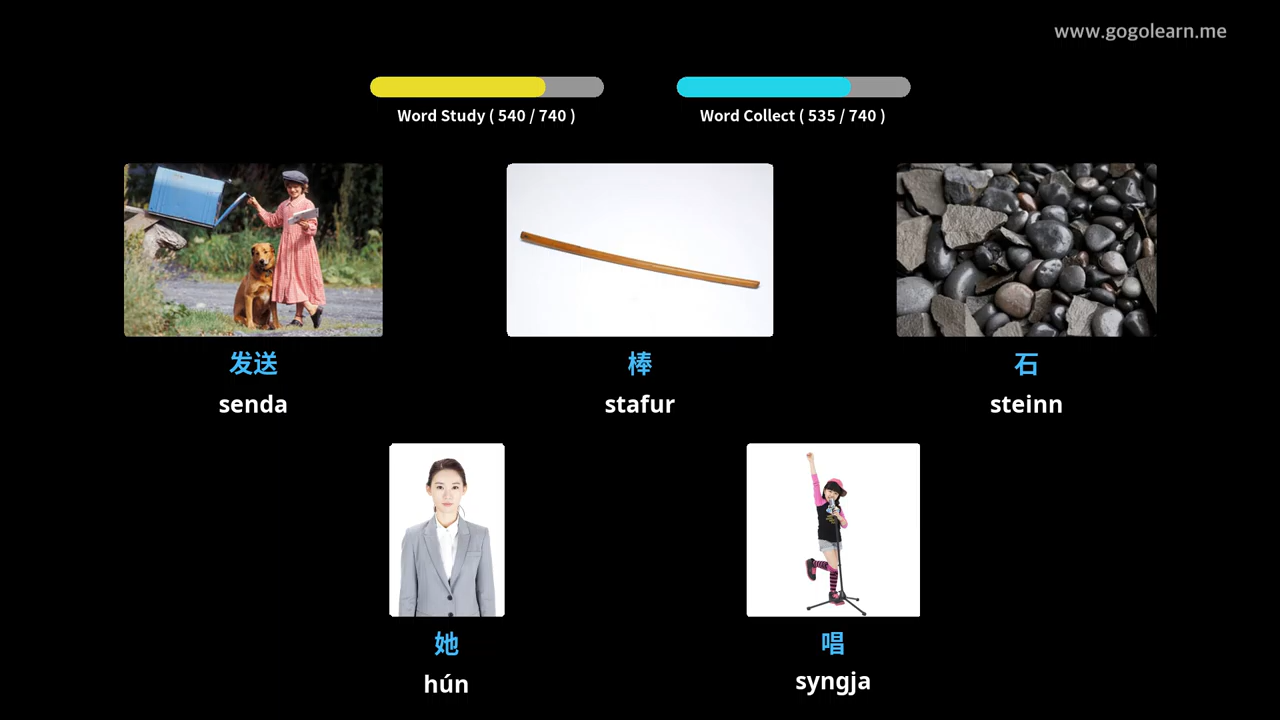 www.gogolearn.me
Word Study ( 540 / 740 )
Word Collect ( 535 / 740 )
发送
senda
棒
stafur
石
steinn
她
hún
唱
syngja